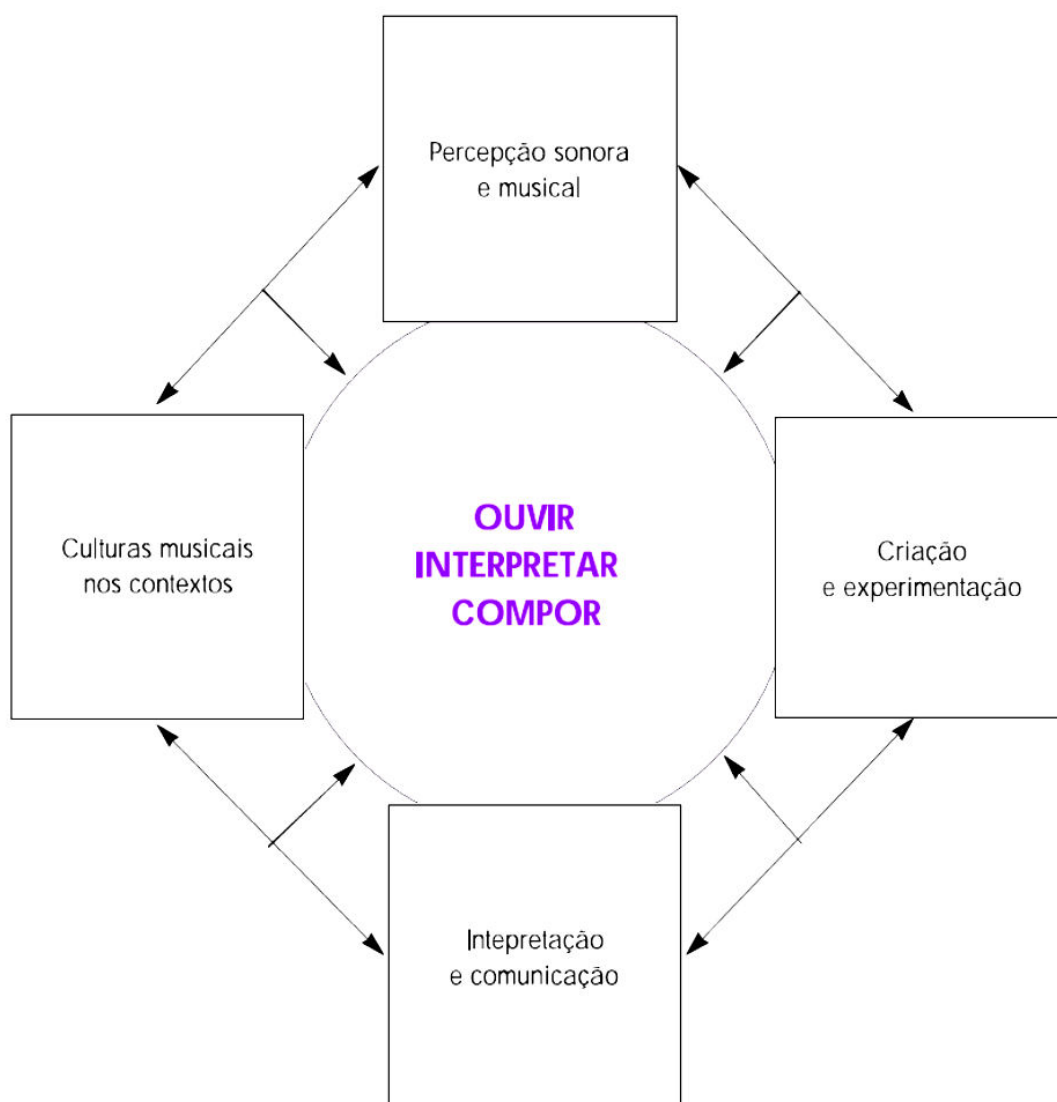 Percepção sonora
e musical
Culturas musicais
nos contextos
OUVIR
INTERPRETAR
COMPOR
Criação
e experimentação
Intepretação
e comunicação